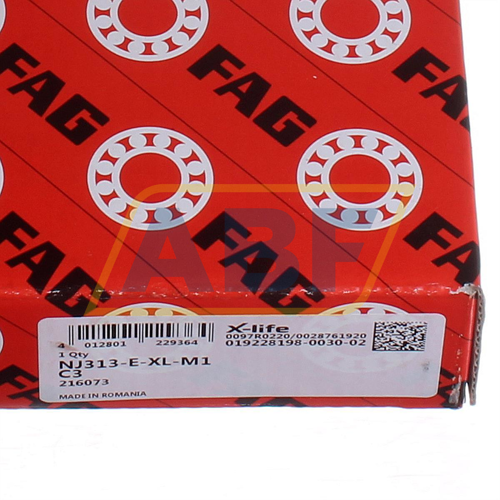 FAG
FAG
FAG
FAG
FAG
ABF
X-life
0097R0220/0028761920
019228198-0030-02
4 012801 229364
1 Qty
NJ313-E-XL-M1
C3
216073
MADE IN ROMANIA